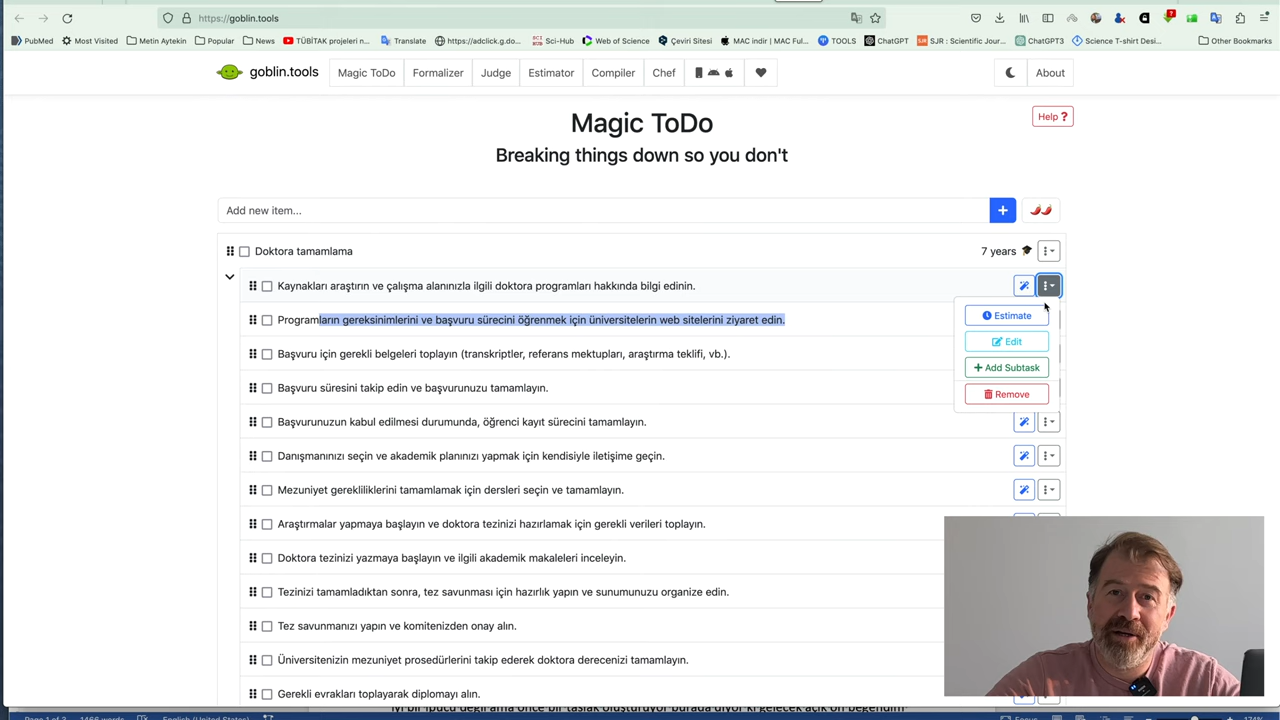 https://goblin.tools
PubMed Most Visited Metin Aytekin Popular News TÜBİTAK projeleri n... Translate https://adclick.g.do... Sci-Hub Web of Science Çeviri Sitesi MAC indir | MAC Ful... TOOLS ChatGPT SJR : Scientific Jour... ChatGPT3 Science T-shirt Desi... Other Bookmarks
goblin.tools Magic ToDo Formalizer Judge Estimator Compiler Chef About
Magic ToDo
Help ?
Breaking things down so you don't
Add new item...
Doktora tamamlama 7 years
Kaynakları araştırın ve çalışma alanınızla ilgili doktora programları hakkında bilgi edinin.
Programların gereksinimlerini ve başvuru sürecini öğrenmek için üniversitelerin web sitelerini ziyaret edin.
Estimate
Edit
Add Subtask
Remove
Başvuru için gerekli belgeleri toplayın (transkriptler, referans mektupları, araştırma teklifi, vb.).
Başvuru süresini takip edin ve başvurunuzu tamamlayın.
Başvurunuzun kabul edilmesi durumunda, öğrenci kayıt sürecini tamamlayın.
Danışmanınızı seçin ve akademik planınızı yapmak için kendisiyle iletişime geçin.
Mezuniyet gerekliliklerini tamamlamak için dersleri seçin ve tamamlayın.
Araştırmalar yapmaya başlayın ve doktora tezinizi hazırlamak için gerekli verileri toplayın.
Doktora tezinizi yazmaya başlayın ve ilgili akademik makaleleri inceleyin.
Tezinizi tamamladıktan sonra, tez savunması için hazırlık yapın ve sunumunuzu organize edin.
Tez savunmanızı yapın ve komitenizden onay alın.
Üniversitenizin mezuniyet prosedürlerini takip ederek doktora derecenizi tamamlayın.
Gerekli evrakları toplayarak diplomayı alın.